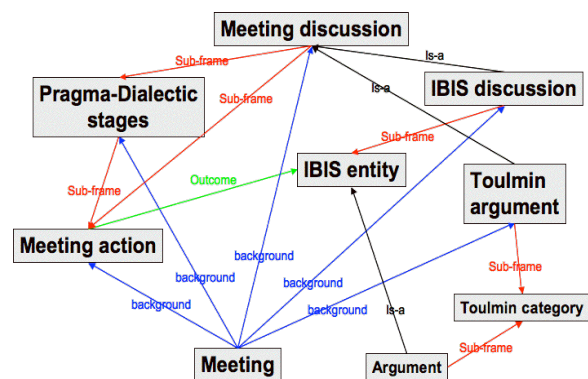 Meeting discussion
Is-a
Sub-frame
Pragma-Dialectic
stages
Sub-frame
Is-a
IBIS discussion
Sub-frame
IBIS entity
Outcome
Sub-frame
Toulmin
argument
Meeting action
background
background
background
background
background
Sub-frame
Is-a
Toulmin category
Sub-frame
Meeting
Argument